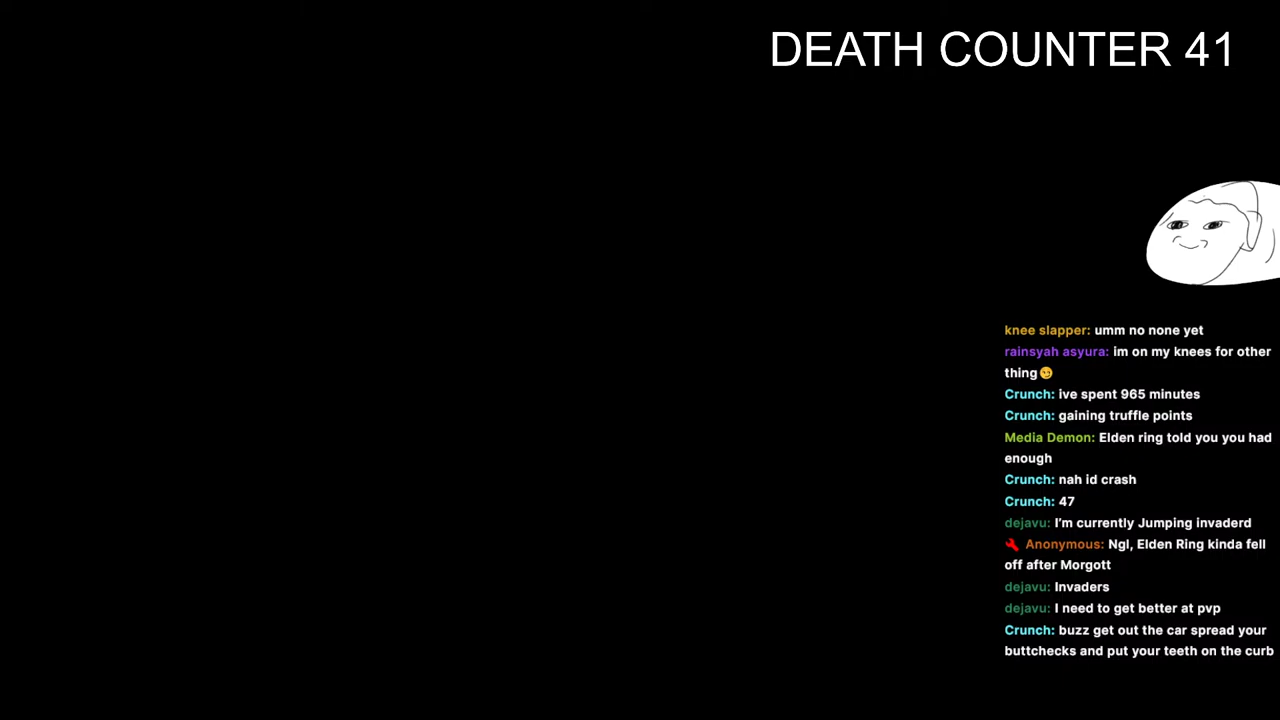 DEATH COUNTER 41
knee slapper: umm no none yet
rainsyah asyura: im on my knees for other
thing😏
Crunch: ive spent 965 minutes
Crunch: gaining truffle points
Media Demon: Elden ring told you you had
enough
Crunch: nah id crash
Crunch: 47
dejavu: I'm currently Jumping invaderd
Anonymous: Ngl, Elden Ring kinda fell
off after Morgott
dejavu: Invaders
dejavu: I need to get better at pvp
Crunch: buzz get out the car spread your
buttchecks and put your teeth on the curb